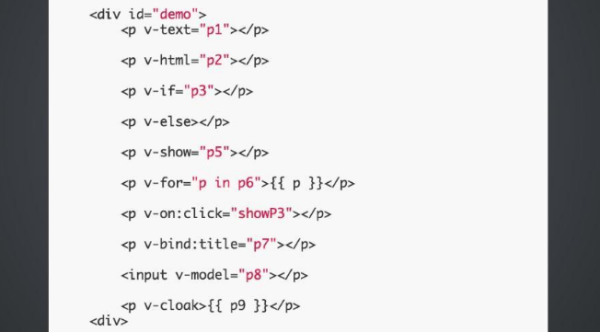 <div id="demo">
<p v-text="p1"></p>
<p v-html="p2"></p>
<p v-if="p3"></p>
<p v-else></p>
<p v-show="p5"></p>
<p v-for="p in p6">{{ p }}</p>
<p v-on:click="showP3"></p>
<p v-bind:title="p7"></p>
<input v-model="p8"></p>
<p v-cloak>{{ p9 }}</p>
<div>